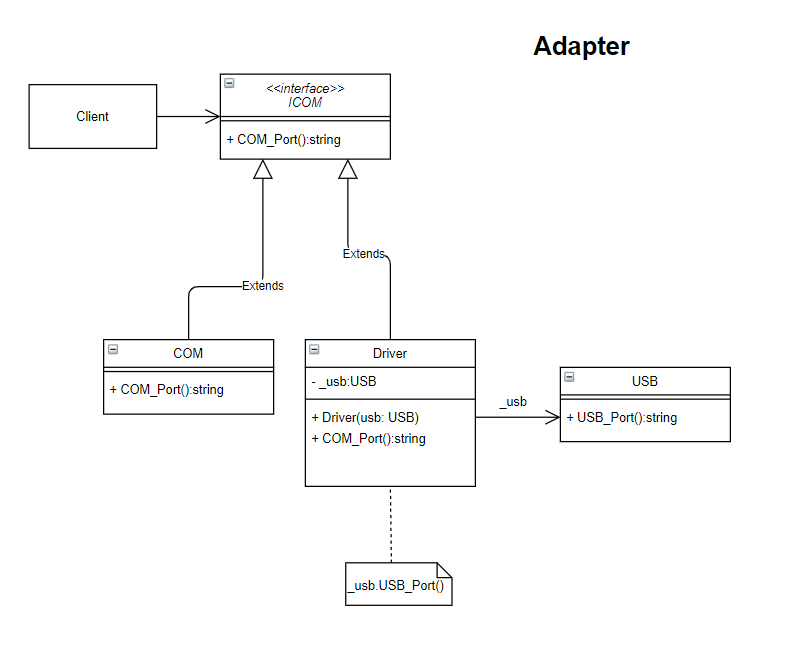 Adapter
Client
<<interface>>
ICOM
+ COM_Port():string
Extends
Extends
COM
+ COM_Port():string
Driver
- _usb:USB
+ Driver(usb: USB)
+ COM_Port():string
_usb
USB
+ USB_Port():string
_usb.USB_Port()